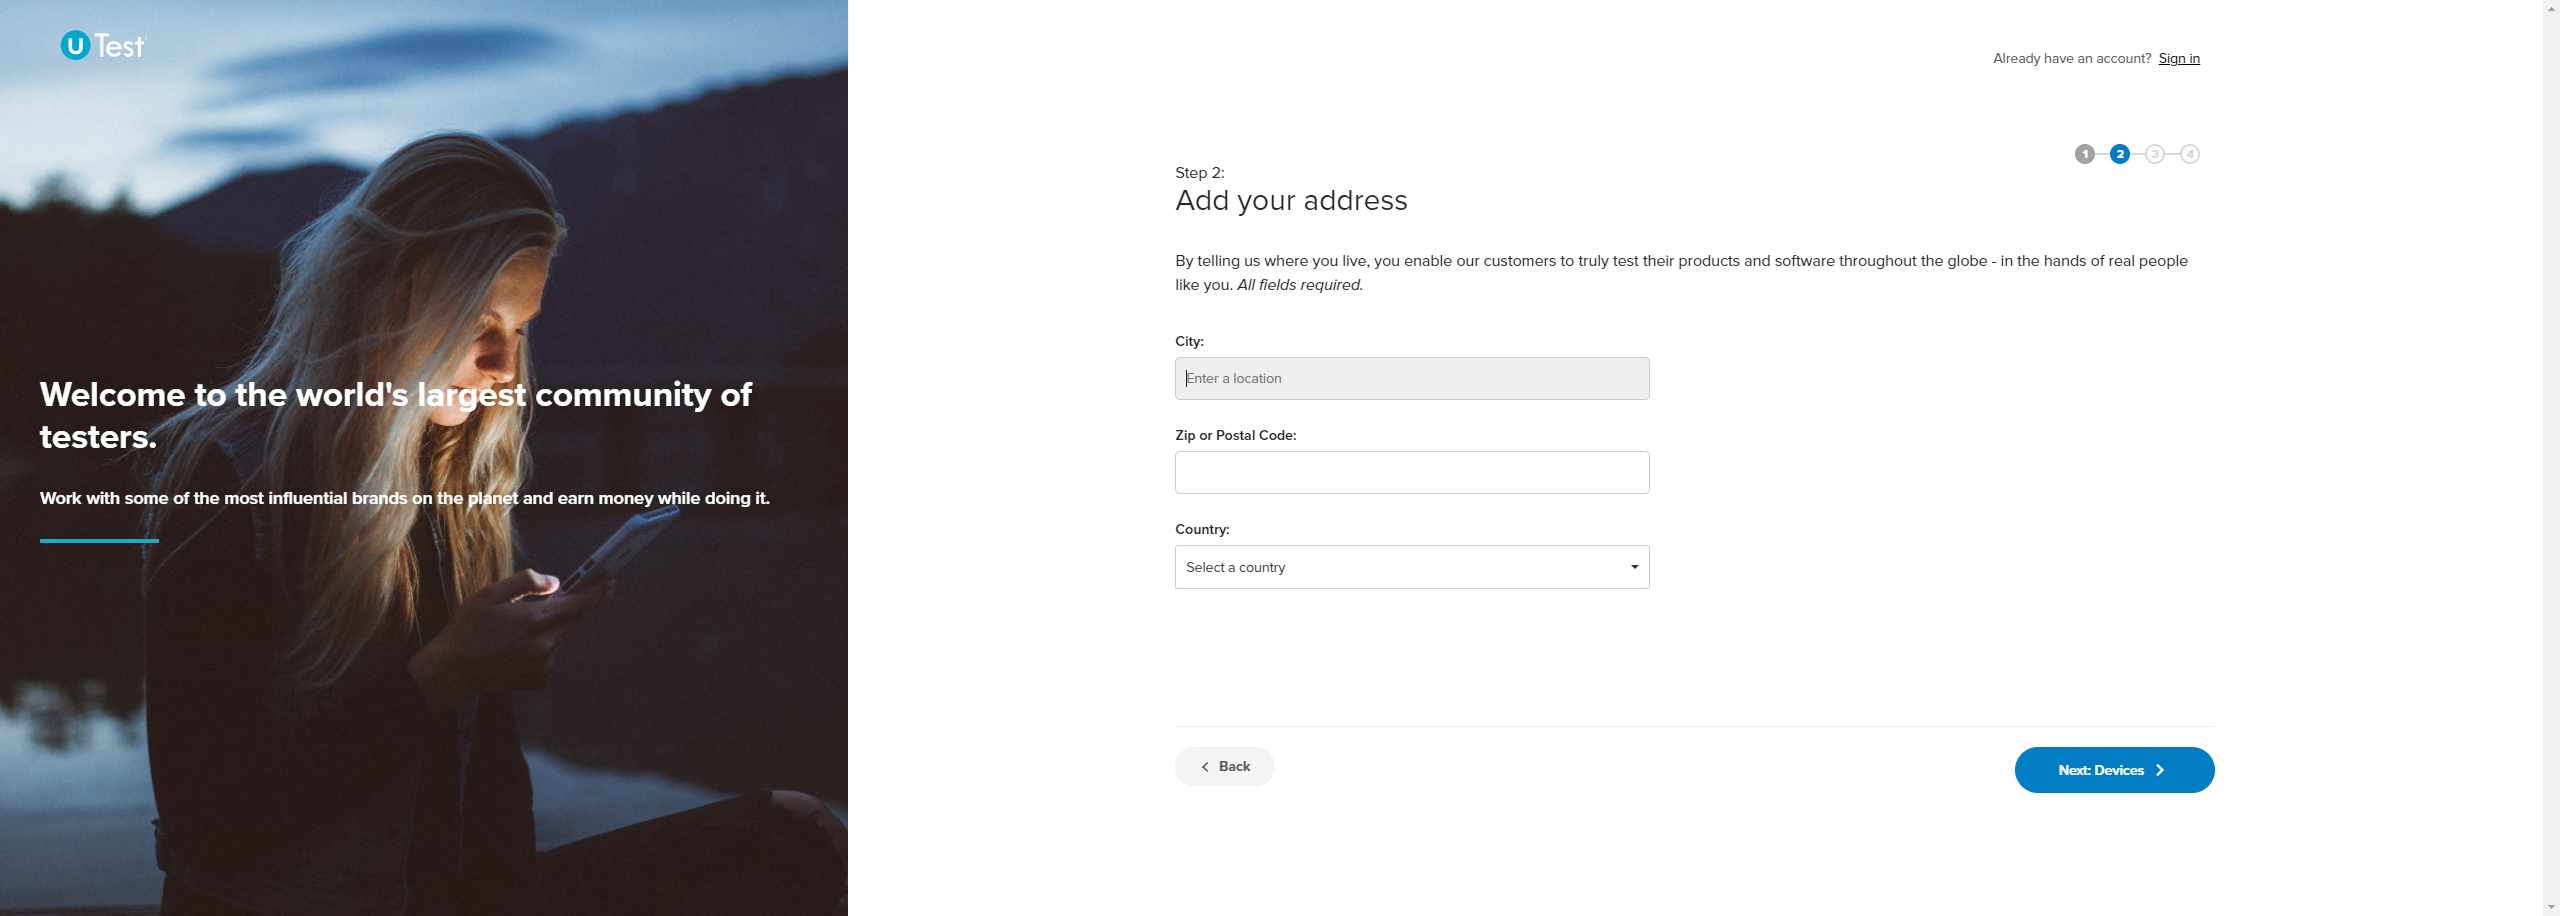 U Test
Already have an account? Sign in
1 2 3 4
Step 2:
Add your address
By telling us where you live, you enable our customers to truly test their products and software throughout the globe - in the hands of real people
like you. All fields required.
City:
Enter a location
Zip or Postal Code:
Country:
Select a country
Back
Next: Devices
Welcome to the world's largest community of
testers.
Work with some of the most influential brands on the planet and earn money while doing it.